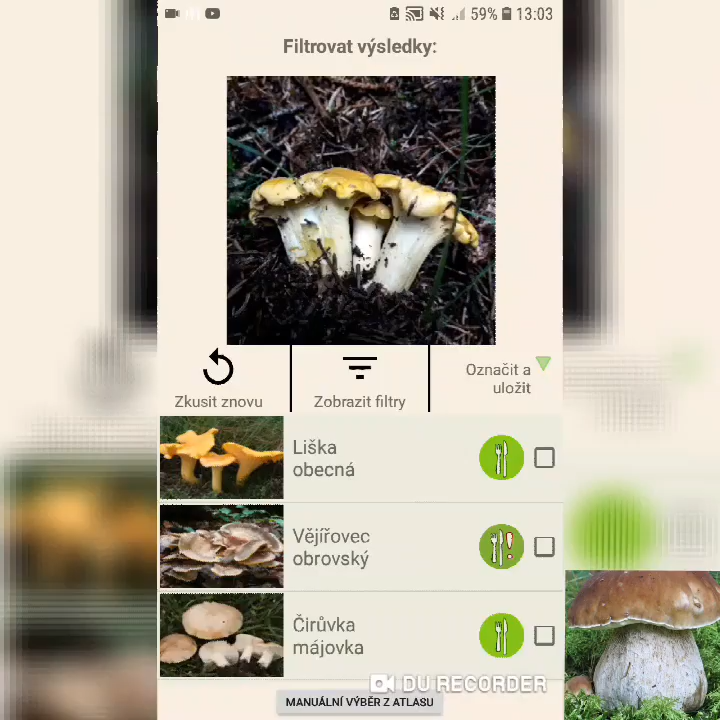 59% 13:03
Filtrovat výsledky:
Zkusit znovu
Zobrazit filtry
Označit a
uložit
Liška
obecná
Vějířovec
obrovský
Čirůvka
májovka
DU RECORDER
MANUÁLNÍ VÝBĚR Z ATLASU